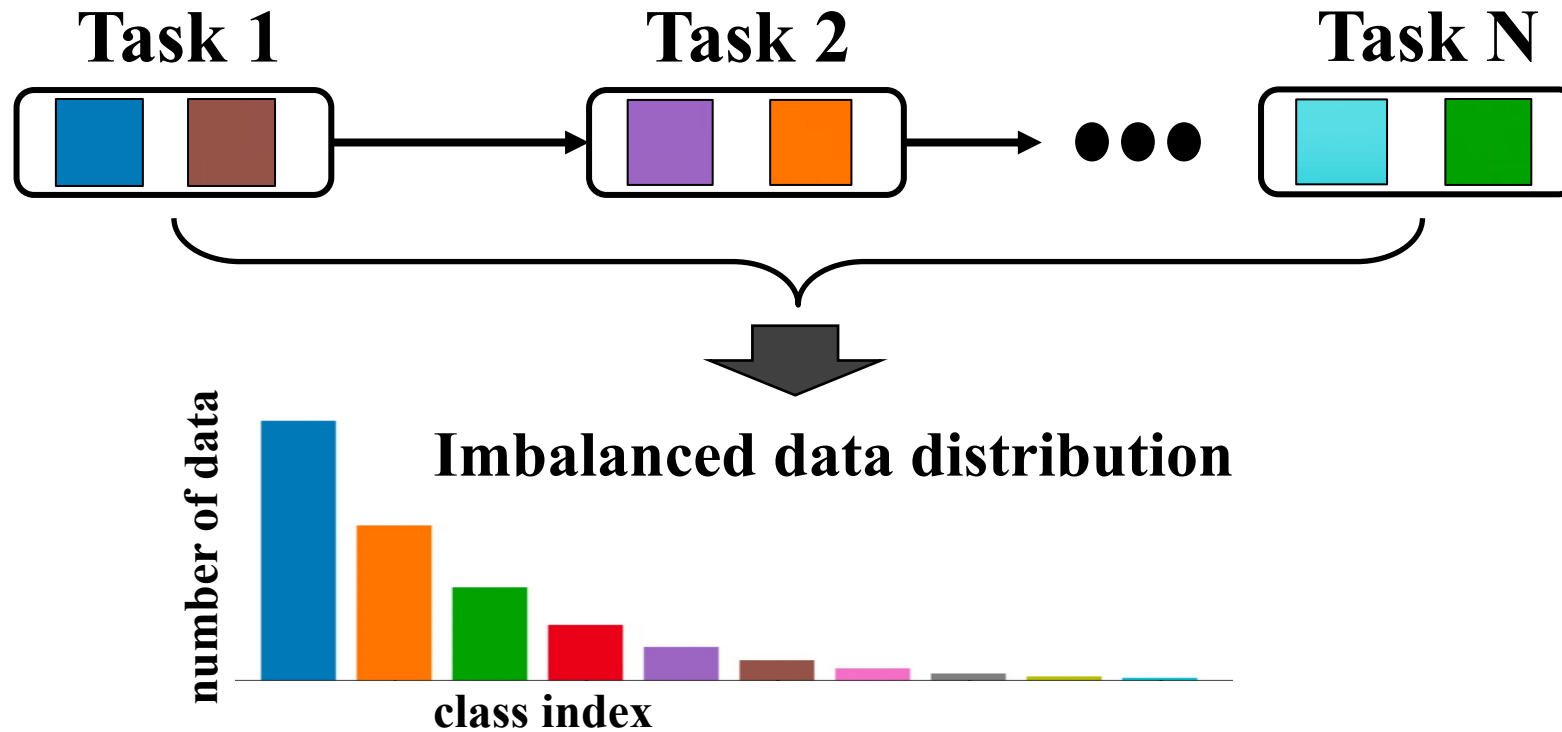 Task 1
Task 2
Task N
Imbalanced data distribution
number of data
class index